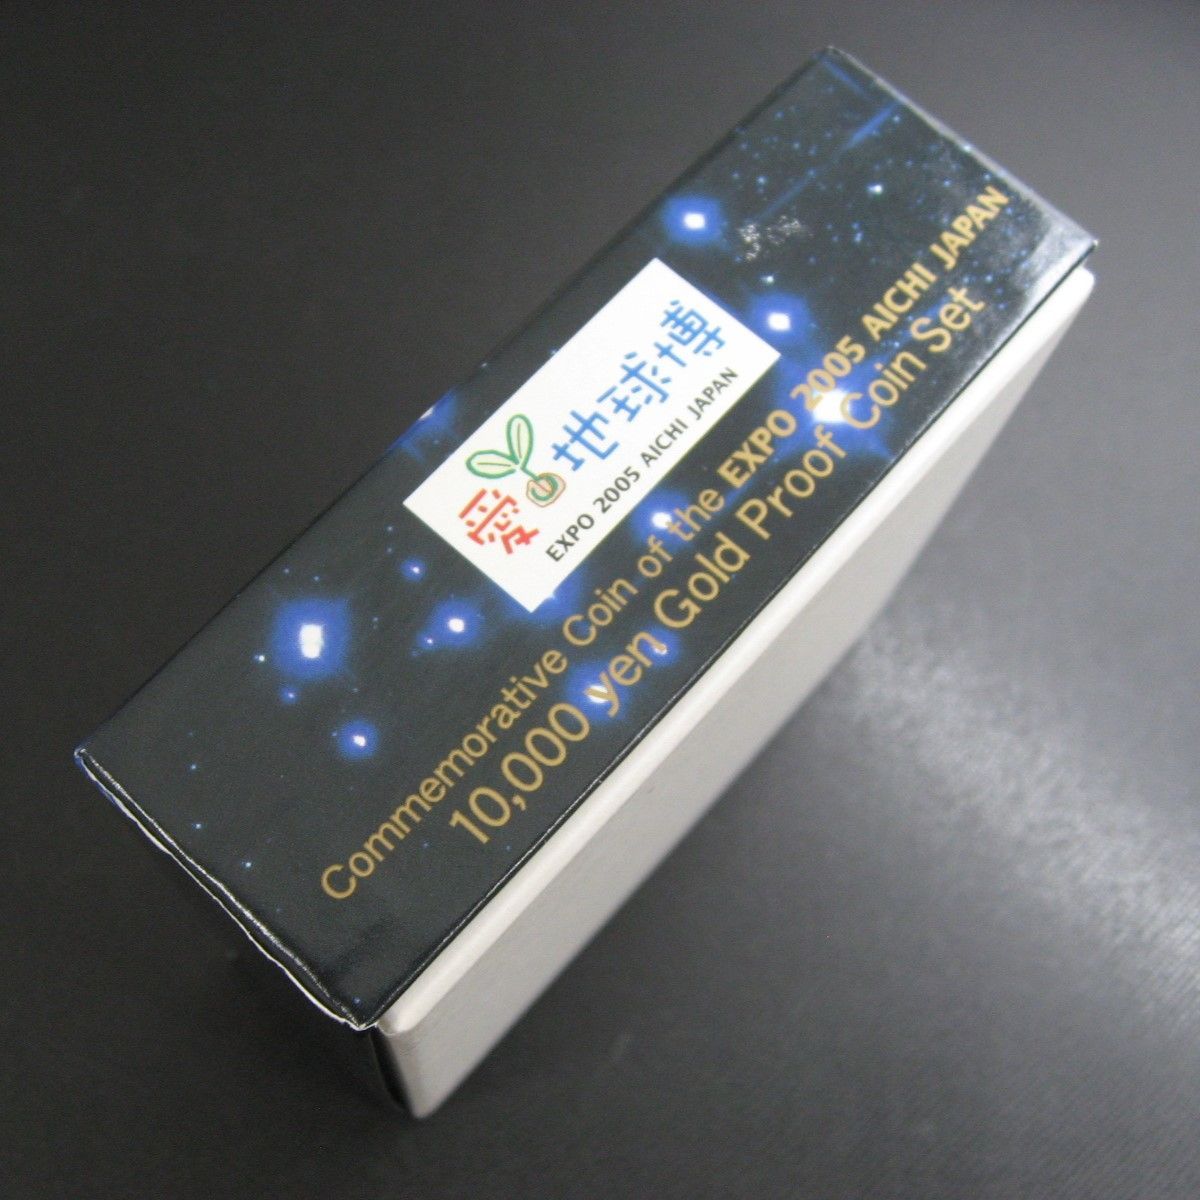 愛・地球博
EXPO 2005 AICHI JAPAN
Commemorative Coin of the EXPO 2005 AICHI JAPAN
10,000 yen Gold Proof Coin Set